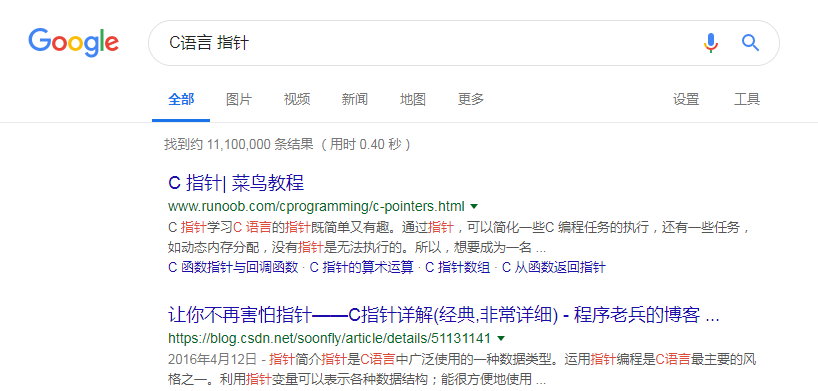 Google C语言 指针
全部 图片 视频 新闻 地图 更多 设置 工具
找到约 11,100,000 条结果 （用时 0.40 秒）
C 指针| 菜鸟教程
www.runoob.com/cprogramming/c-pointers.html
C 指针学习C 语言的指针既简单又有趣。通过指针，可以简化一些C 编程任务的执行，还有一些任务，
如动态内存分配，没有指针是无法执行的。所以，想要成为一名 ...
C 函数指针与回调函数 · C 指针的算术运算 · C 指针数组 · C 从函数返回指针
让你不再害怕指针——C指针详解(经典,非常详细) - 程序老兵的博客 ...
https://blog.csdn.net/soonfly/article/details/51131141
2016年4月12日 - 指针简介指针是C语言中广泛使用的一种数据类型。运用指针编程是C语言最主要的风
格之一。利用指针变量可以表示各种数据结构；能很方便地使用 ...